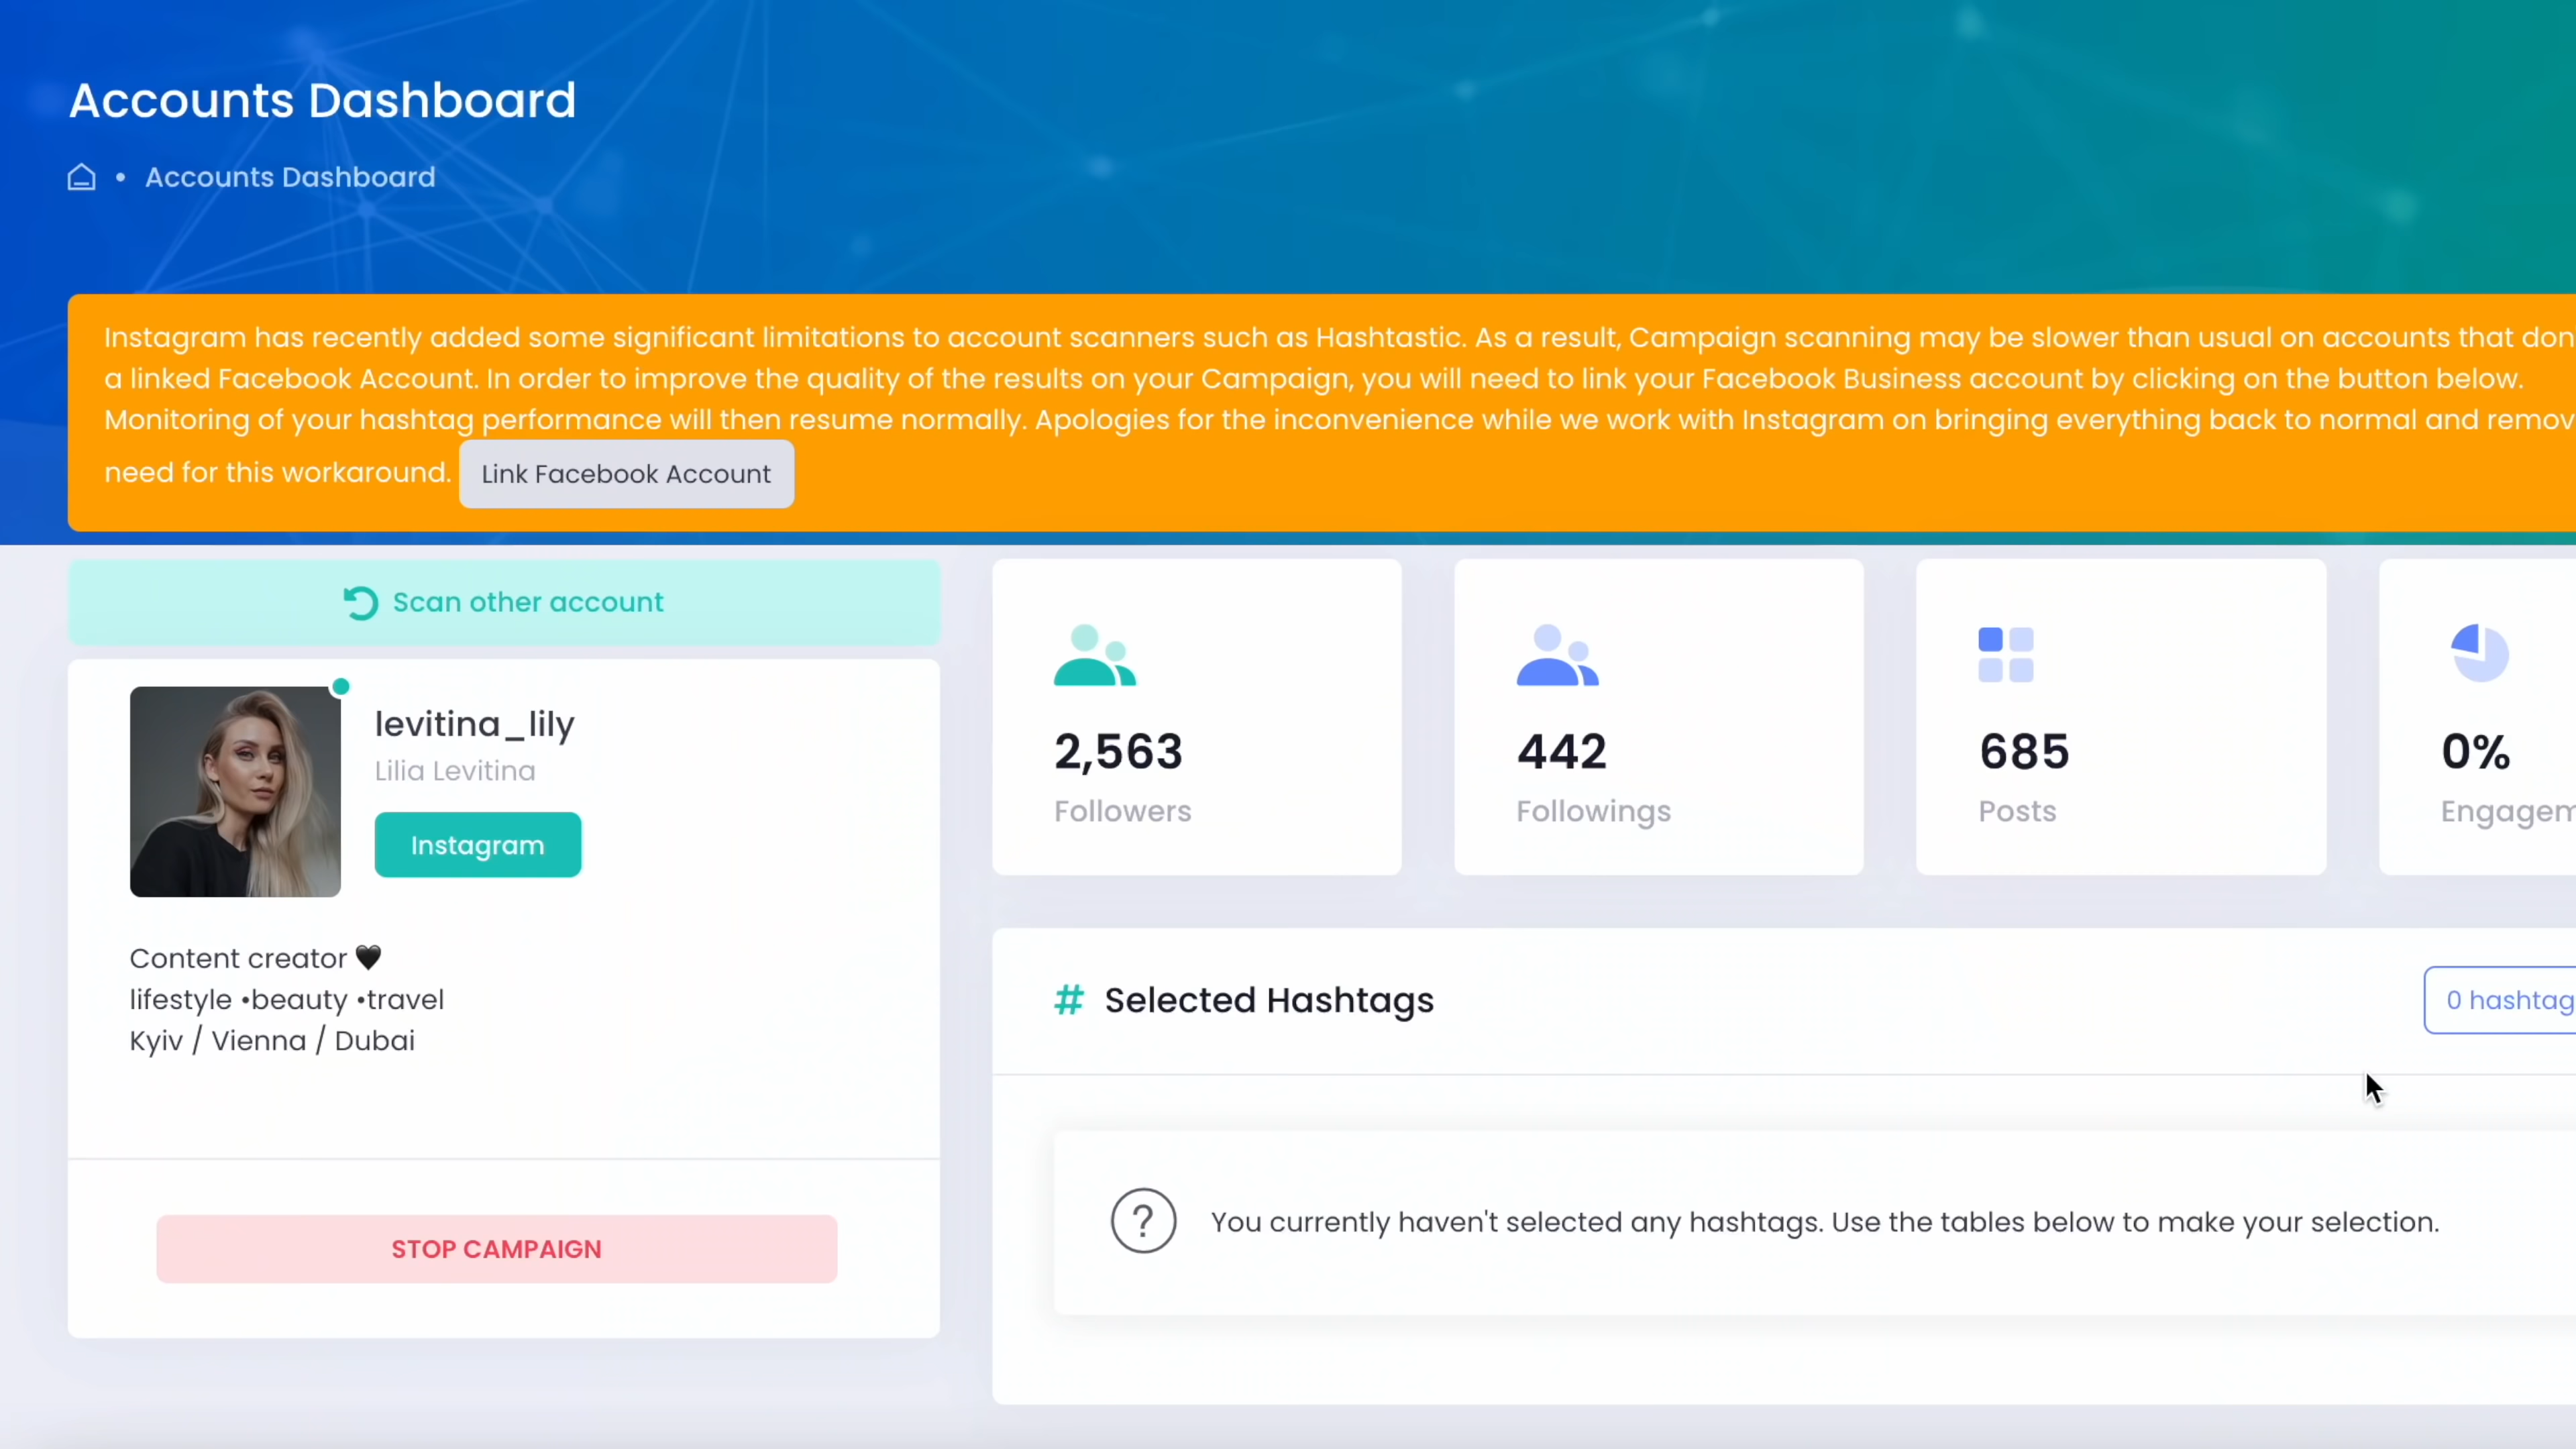 Accounts Dashboard
• Accounts Dashboard
Instagram has recently added some significant limitations to account scanners such as Hashtastic. As a result, Campaign scanning may be slower than usual on accounts that
a linked Facebook Account. In order to improve the quality of the results on your Campaign, you will need to link your Facebook Business account by clicking on the button below.
Monitoring of your hashtag performance will then resume normally. Apologies for the inconvenience while we work with Instagram on bringing everything back to normal and
need for this workaround. Link Facebook Account
Scan other account
levitina_lily
Lilia Levitina
Instagram
Content creator 🖤
lifestyle •beauty •travel
Kyiv / Vienna / Dubai
STOP CAMPAIGN
2,563
Followers
442
Followings
685
Posts
0%
# Selected Hashtags
0
? You currently haven't selected any hashtags. Use the tables below to make your selection.